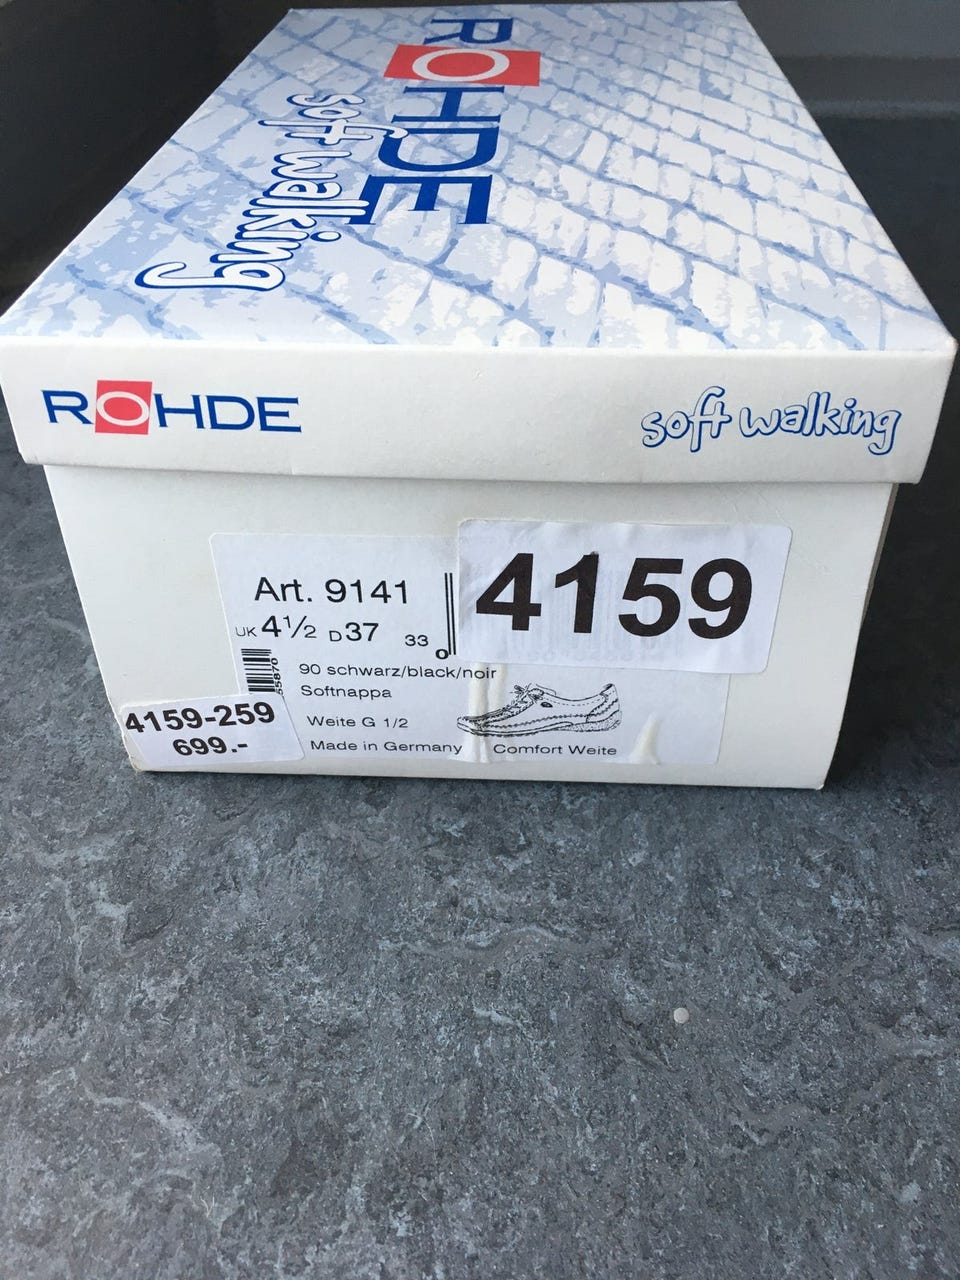 ROHDE
soft walking
ROHDE
soft walking
Art. 9141
4159
UK 4½ D 37 33
90 schwarz/black/noir
Softnappa
4159-259
699.-
Weite G 1/2
Made in Germany
Comfort Weite